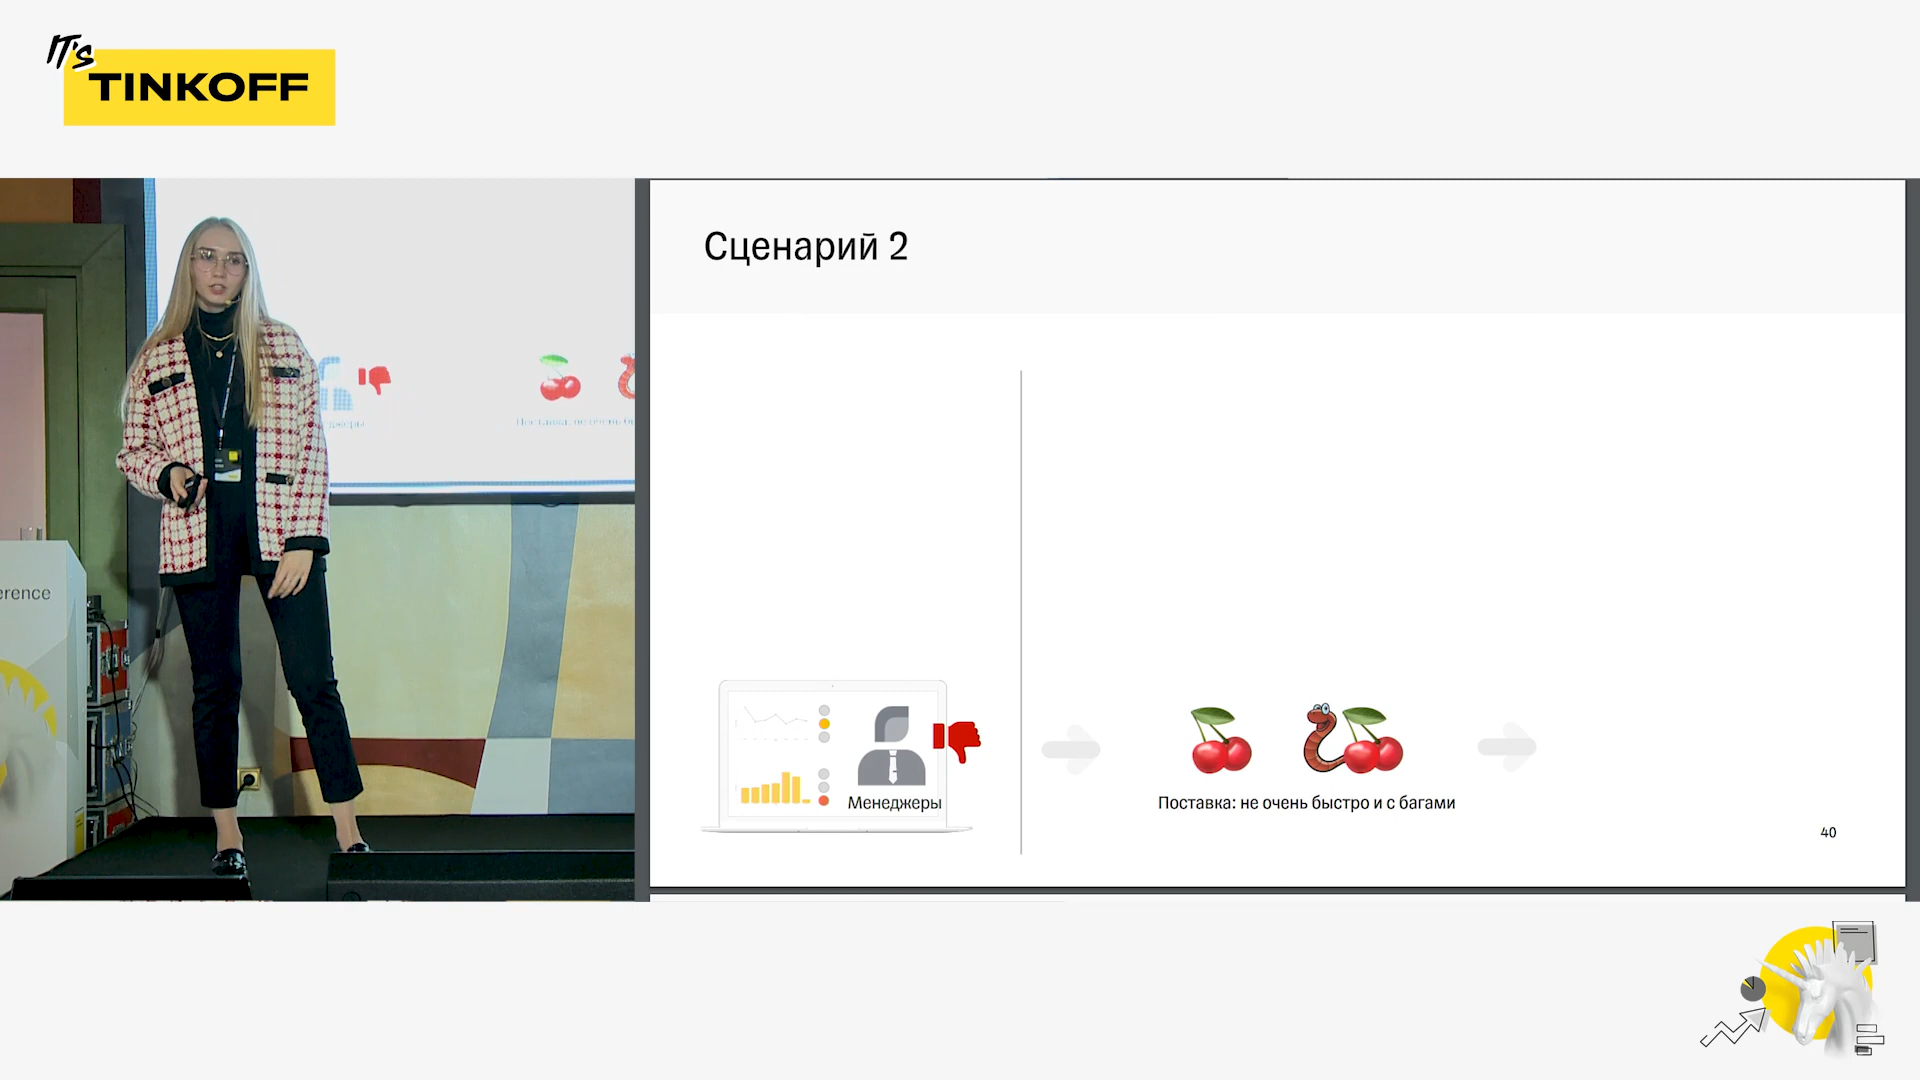 IT's
TINKOFF
Сценарий 2
Менеджеры
Поставка: не очень быстро и с багами
40
erence